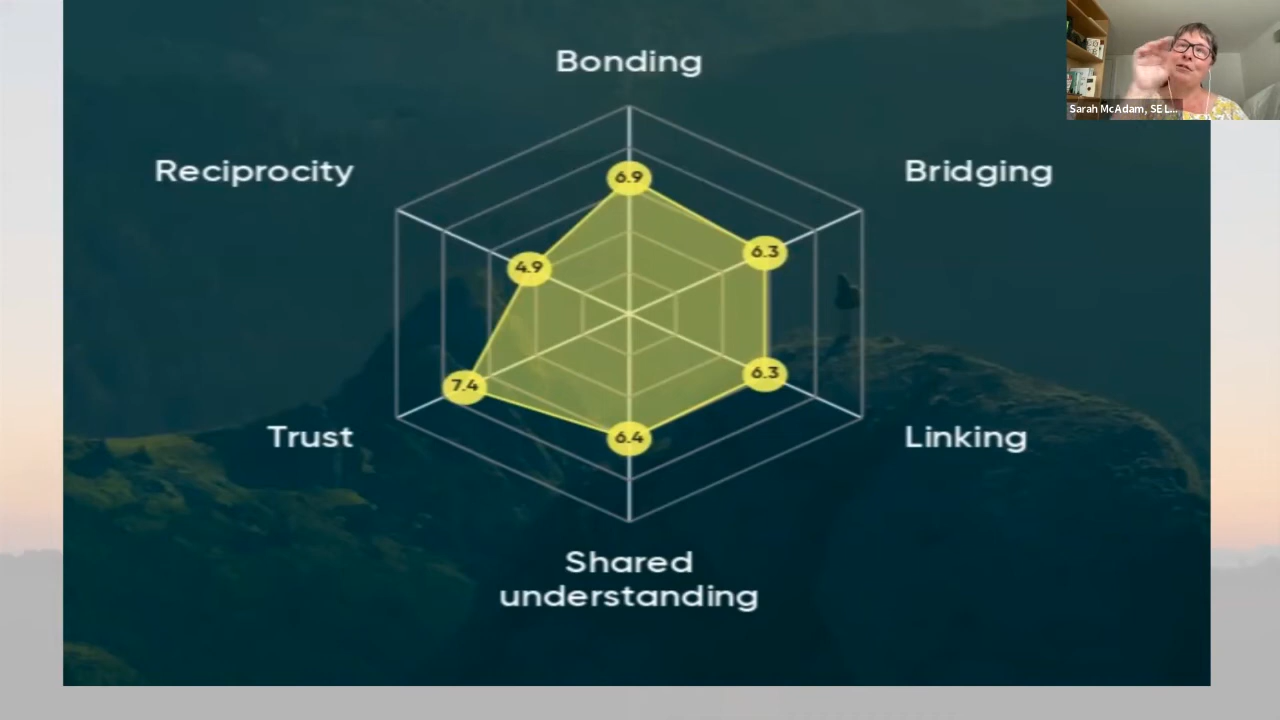 Bonding
Sarah McAdam, SE L...
Reciprocity
Bridging
6.9
6.3
4.9
6.3
7.4
6.4
Trust
Linking
Shared
understanding